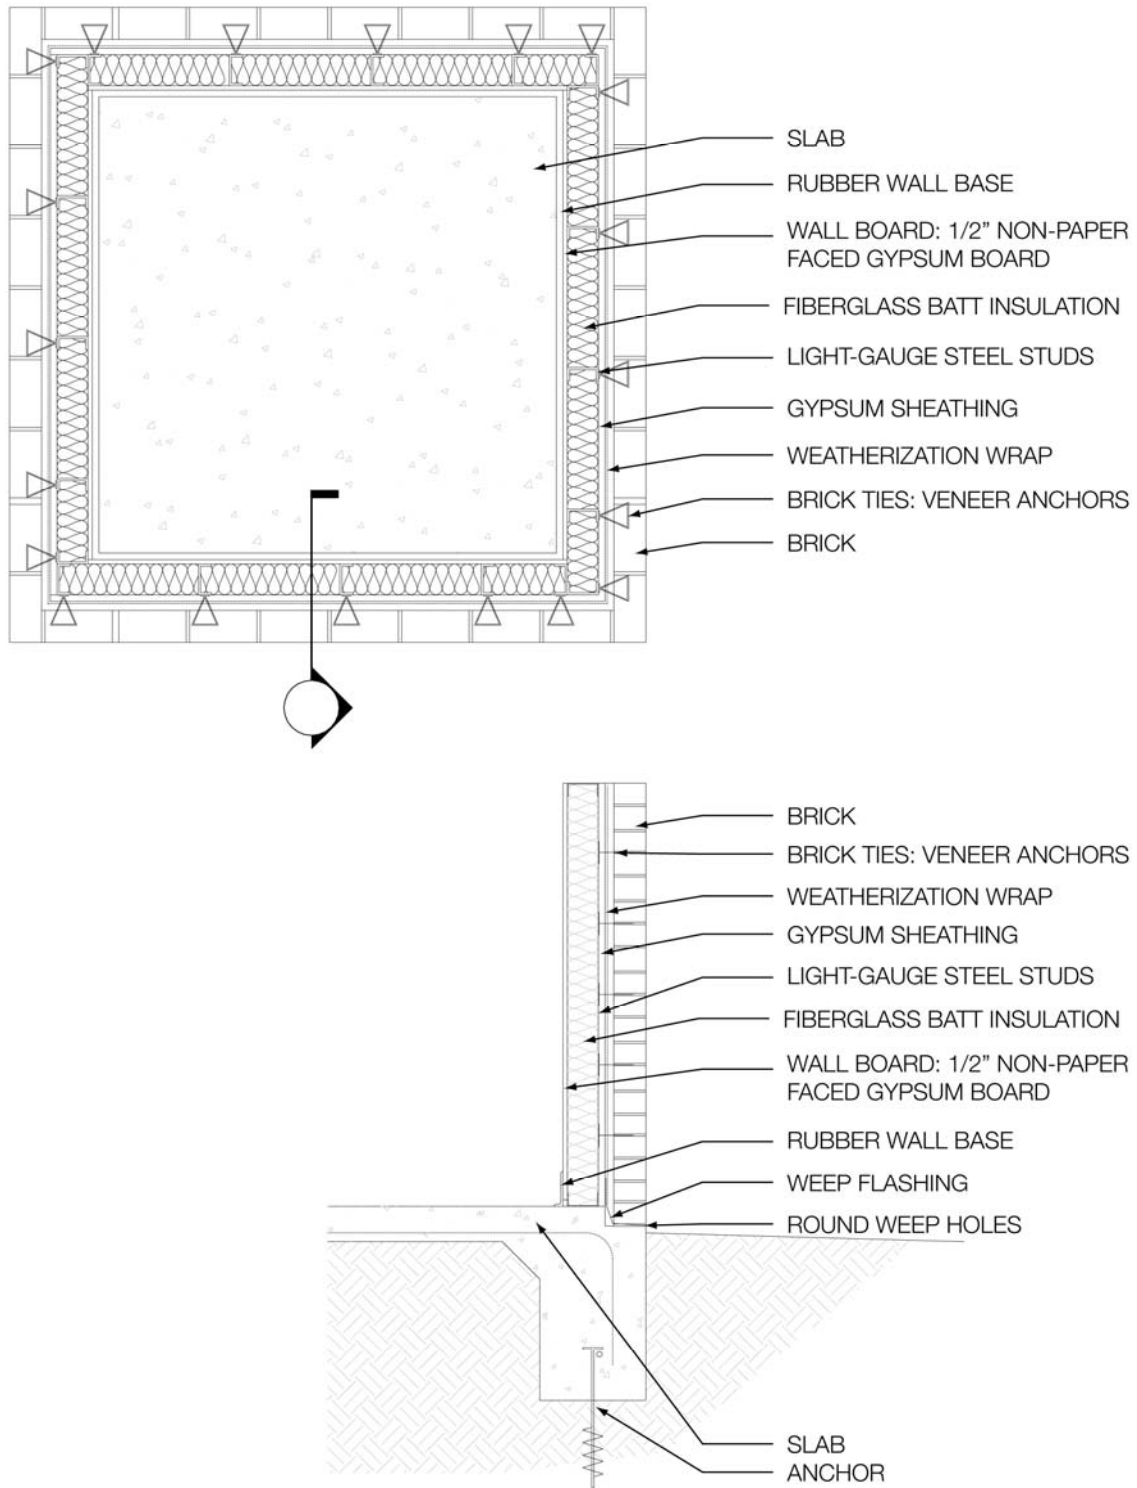 SLAB
RUBBER WALL BASE
WALL BOARD: 1/2” NON-PAPER
FACED GYPSUM BOARD
FIBERGLASS BATT INSULATION
LIGHT-GAUGE STEEL STUDS
GYPSUM SHEATHING
WEATHERIZATION WRAP
BRICK TIES: VENEER ANCHORS
BRICK
BRICK
BRICK TIES: VENEER ANCHORS
WEATHERIZATION WRAP
GYPSUM SHEATHING
LIGHT-GAUGE STEEL STUDS
FIBERGLASS BATT INSULATION
WALL BOARD: 1/2” NON-PAPER
FACED GYPSUM BOARD
RUBBER WALL BASE
WEEP FLASHING
ROUND WEEP HOLES
SLAB
ANCHOR